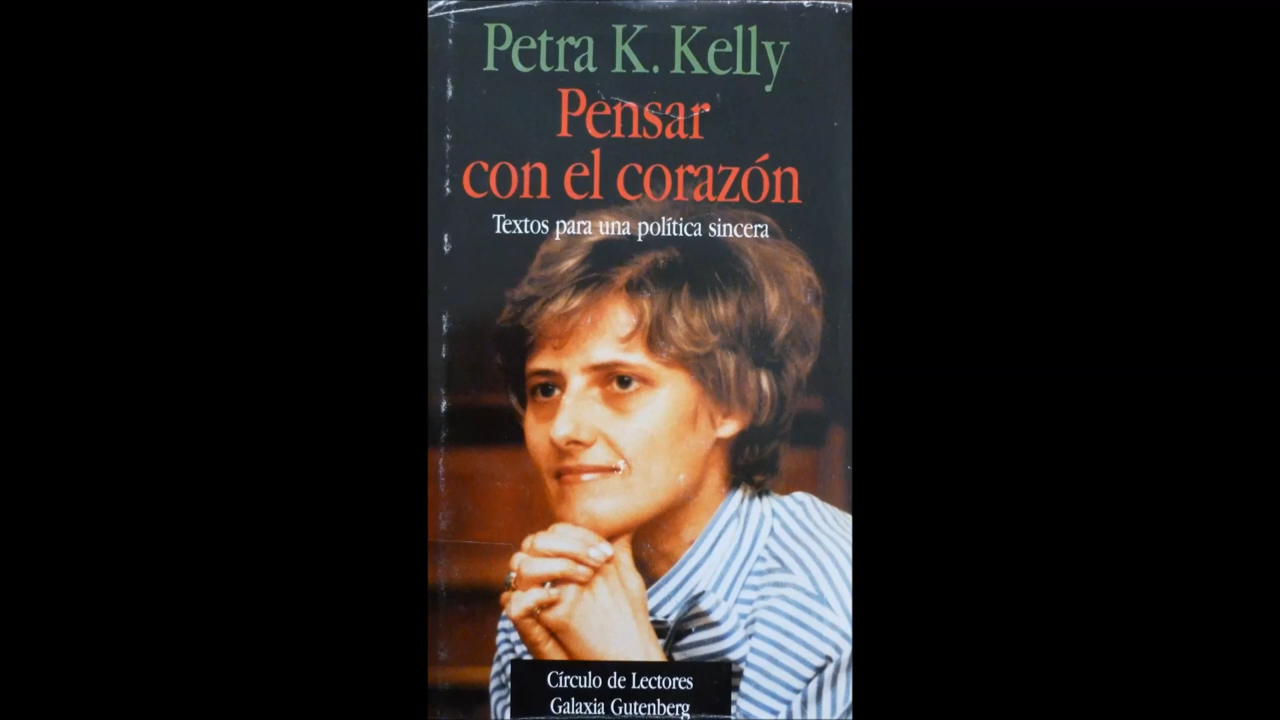 Petra K. Kelly
Pensar
con el corazón
Textos para una política sincera
Círculo de Lectores
Galaxia Gutenberg